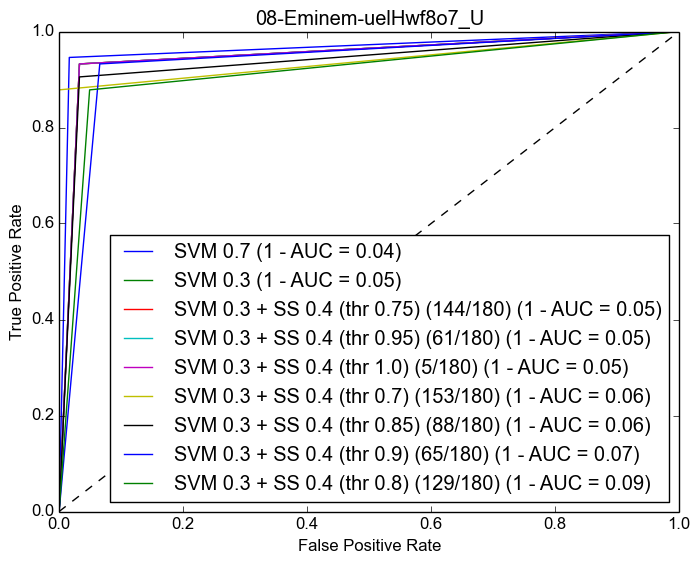 08-Eminem-uelHwf8o7_U
True Positive Rate
1.0
0.8
0.6
0.4
0.2
0.0
SVM 0.7 (1 - AUC = 0.04)
SVM 0.3 (1 - AUC = 0.05)
SVM 0.3 + SS 0.4 (thr 0.75) (144/180) (1 - AUC = 0.05)
SVM 0.3 + SS 0.4 (thr 0.95) (61/180) (1 - AUC = 0.05)
SVM 0.3 + SS 0.4 (thr 1.0) (5/180) (1 - AUC = 0.05)
SVM 0.3 + SS 0.4 (thr 0.7) (153/180) (1 - AUC = 0.06)
SVM 0.3 + SS 0.4 (thr 0.85) (88/180) (1 - AUC = 0.06)
SVM 0.3 + SS 0.4 (thr 0.9) (65/180) (1 - AUC = 0.07)
SVM 0.3 + SS 0.4 (thr 0.8) (129/180) (1 - AUC = 0.09)
0.0 0.2 0.4 0.6 0.8 1.0
False Positive Rate